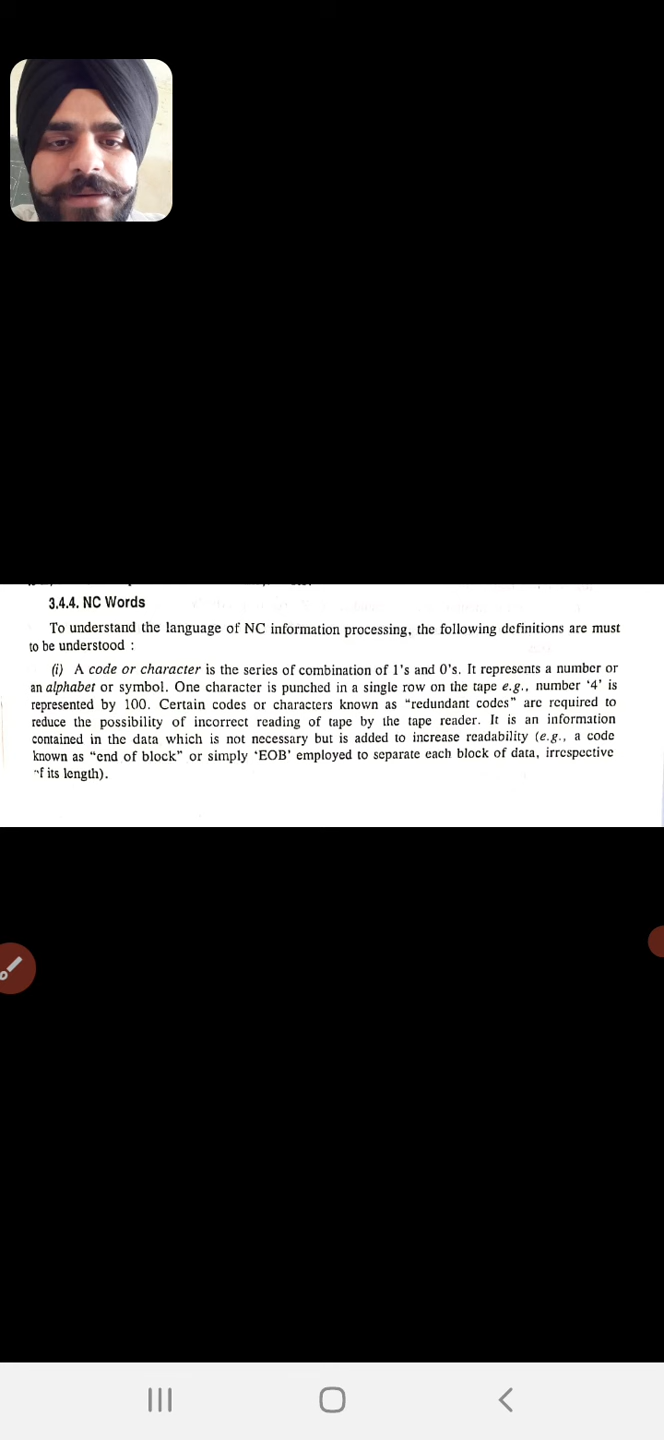 3.4.4. NC Words
To understand the language of NC information processing, the following definitions are must
to be understood :
(i) A code or character is the series of combination of 1's and 0's. It represents a number or
an alphabet or symbol. One character is punched in a single row on the tape e.g., number '4' is
represented by 100. Certain codes or characters known as "redundant codes" are required to
reduce the possibility of incorrect reading of tape by the tape reader. It is an information
contained in the data which is not necessary but is added to increase readability (e.g., a code
known as "end of block" or simply 'EOB' employed to separate each block of data, irrespective
of its length).